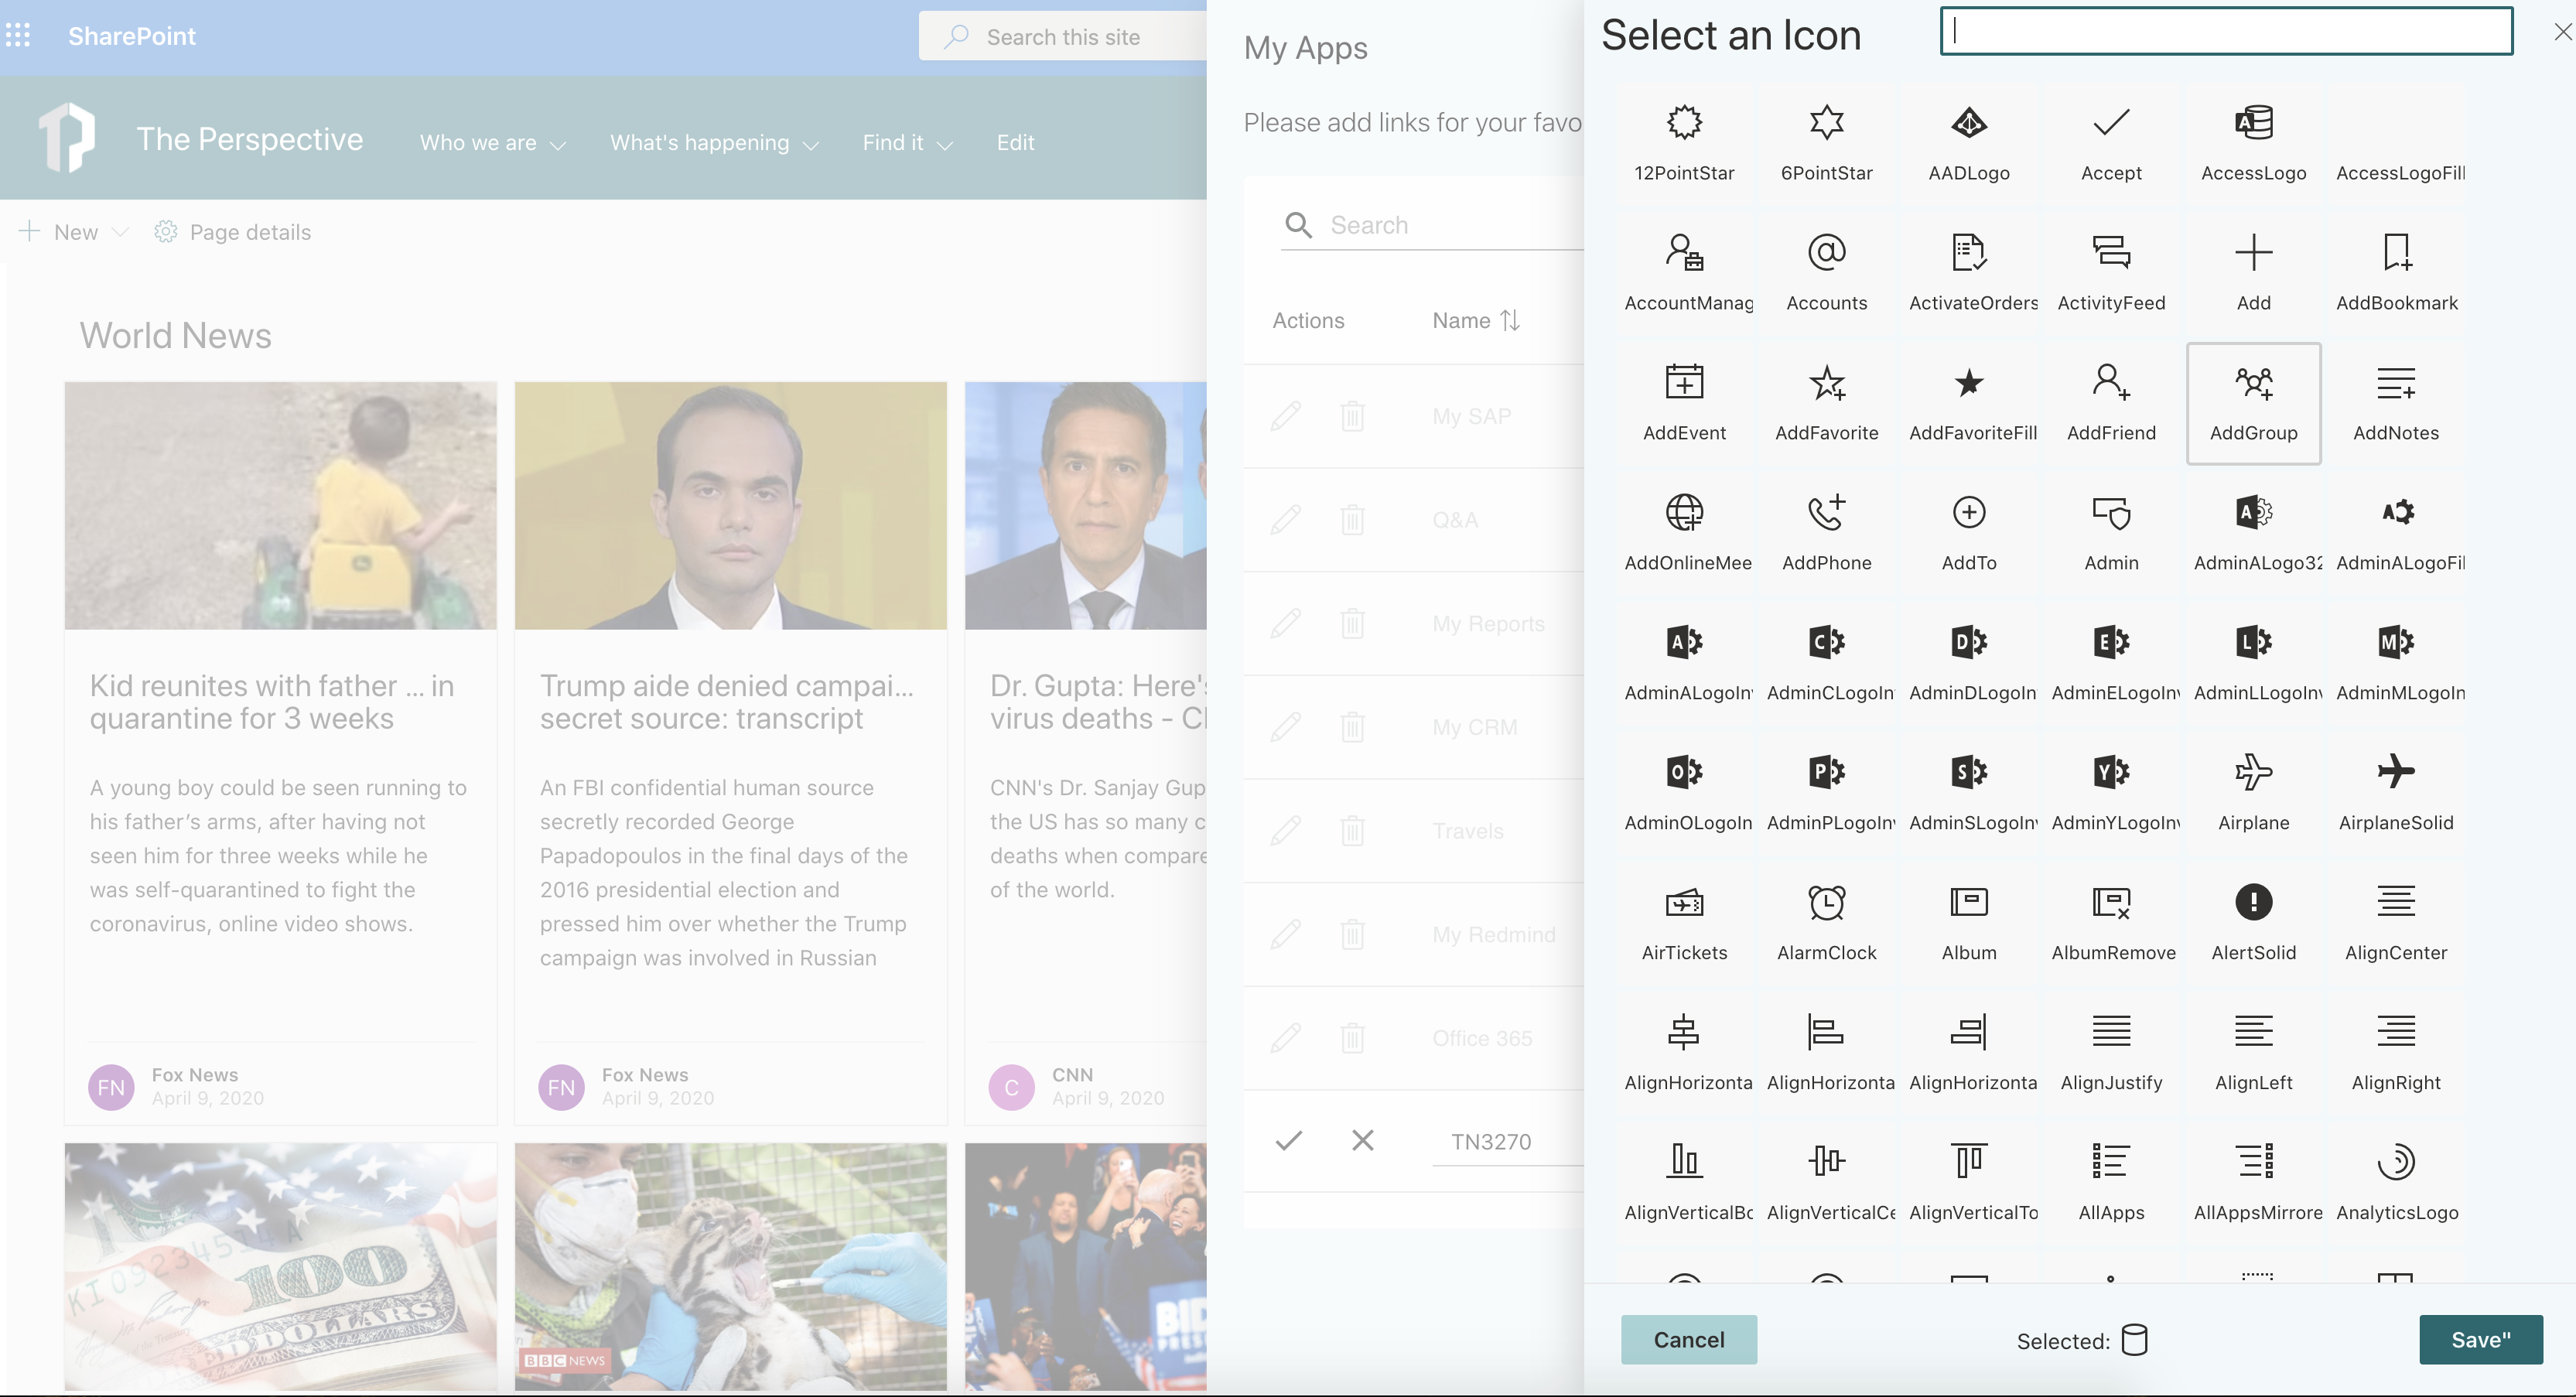 SharePoint
Search this site
The Perspective
Who we are
What's happening
Find it
Edit
New
Page details
World News
Kid reunites with father ... in
quarantine for 3 weeks
A young boy could be seen running to
his father’s arms, after having not
seen him for three weeks while he
was self-quarantined to fight the
coronavirus, online video shows.
FN
Fox News
April 9, 2020
Trump aide denied campai...
secret source: transcript
An FBI confidential human source
secretly recorded George
Papadopoulos in the final days of the
2016 presidential election and
pressed him over whether the Trump
campaign was involved in Russian
FN
Fox News
April 9, 2020
Dr. Gupta: Here's
virus deaths - C
CNN's Dr. Sanjay Gup
the US has so many c
deaths when compare
of the world.
C
CNN
April 9, 2020
100
DOLLARS
BBC NEWS
BID
My Apps
Please add links for your favo
Search
Actions
Name
My SAP
Q&A
My Reports
My CRM
Travels
My Redmind
Office 365
TN3270
Select an Icon
12PointStar
6PointStar
AADLogo
Accept
AccessLogo
AccessLogoFill
AccountManag
Accounts
ActivateOrders
ActivityFeed
Add
AddBookmark
AddEvent
AddFavorite
AddFavoriteFill
AddFriend
AddGroup
AddNotes
AddOnlineMee
AddPhone
AddTo
Admin
AdminALogo32
AdminALogoFil
AdminALogoInv
AdminCLogoIn
AdminDLogoIn
AdminELogoInv
AdminLLogoInv
AdminMLogoIn
AdminOLogoIn
AdminPLogoInv
AdminSLogoInv
AdminYLogoInv
Airplane
AirplaneSolid
AirTickets
AlarmClock
Album
AlbumRemove
AlertSolid
AlignCenter
AlignHorizonta
AlignHorizonta
AlignHorizonta
AlignJustify
AlignLeft
AlignRight
AlignVerticalBo
AlignVerticalCe
AlignVerticalTo
AllApps
AllAppsMirrore
AnalyticsLogo
Cancel
Selected:
Save"